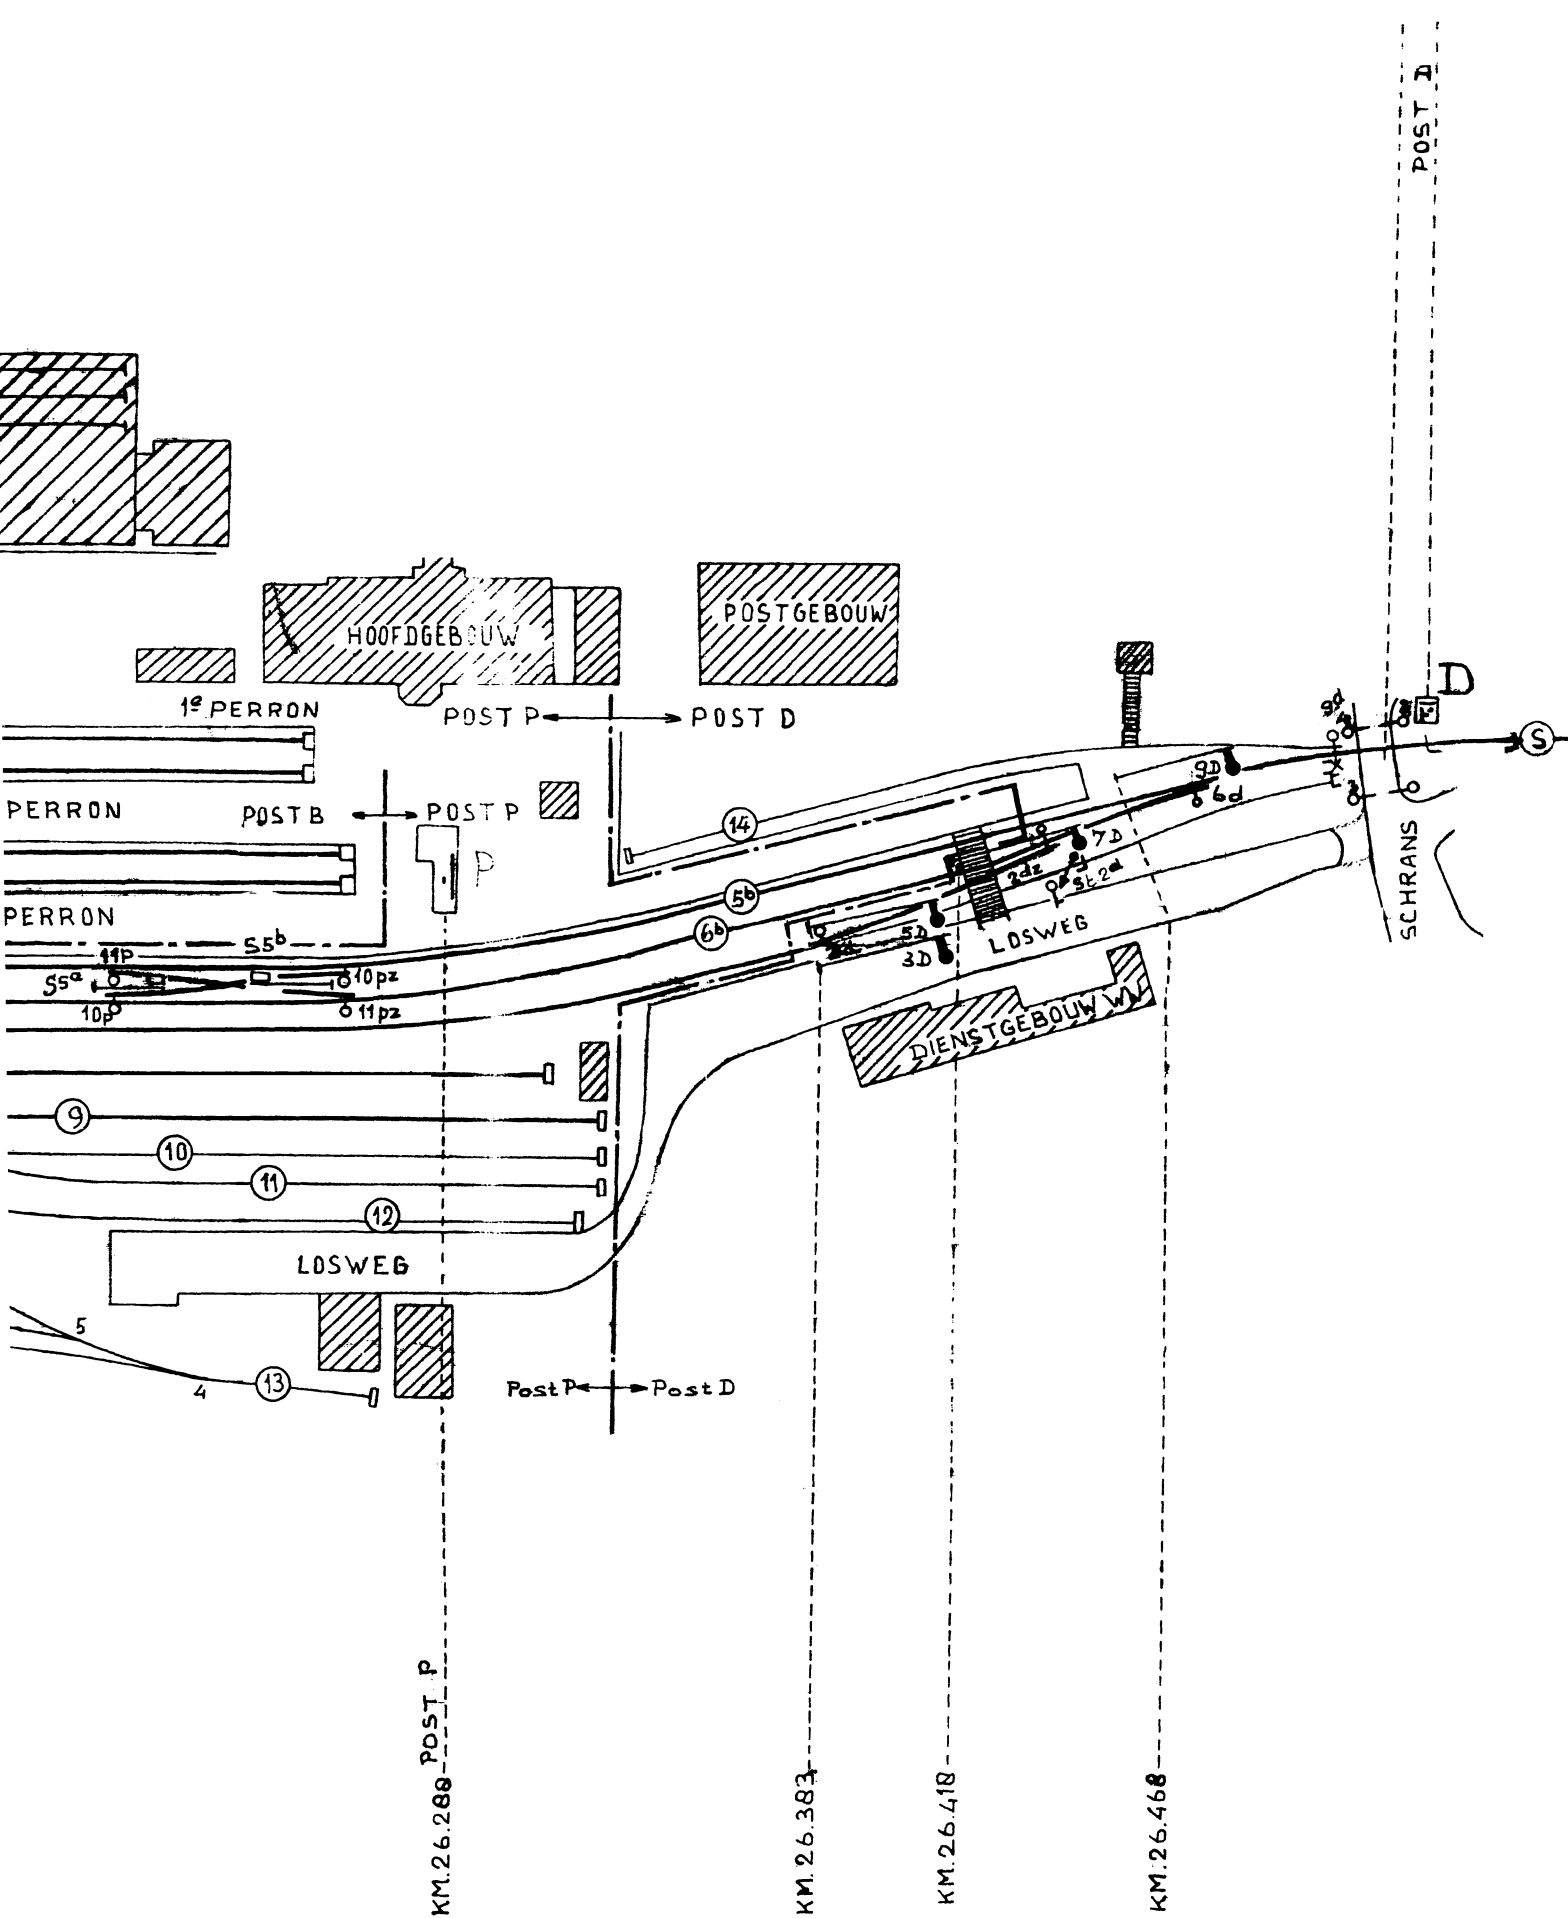 POST D
HOOFDGEBOUW
POSTGEBOUW
D
1e PERRON
POST P
POST D
9d
S
9D
6d
PERRON
POST B
POST P
14
7D
P
2dz
st2d
PERRON
5b
6b
5D
3D
LOSWEG
SCHRANS
11P
S5b
S5a
10pz
10p
11pz
DIENSTGEBOUW WW
9
10
11
12
LOSWEG
5
4
13
Post P
Post D
POST P
KM.26.288
KM.26.383
KM.26.418
KM.26.468